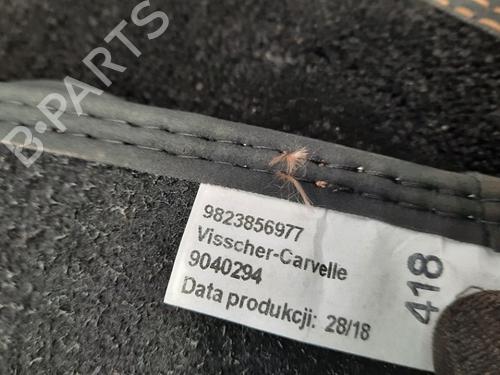 B-PARTS
9823856977
Visscher-Carvelle
9040294
Data produkcji: 28/18
418